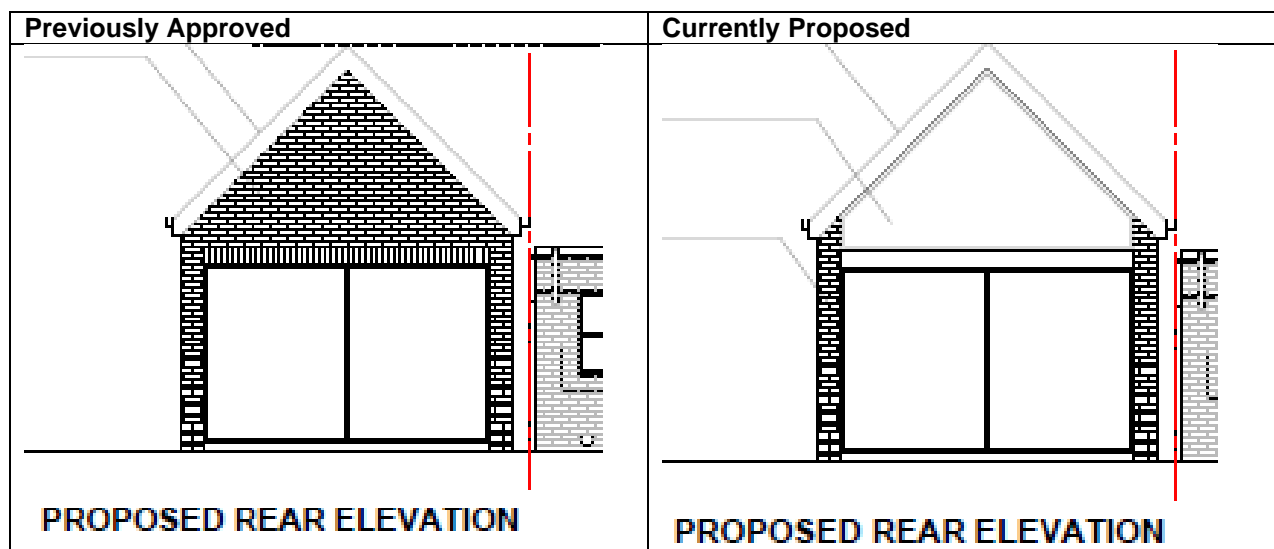 Previously Approved
Currently Proposed
PROPOSED REAR ELEVATION
PROPOSED REAR ELEVATION